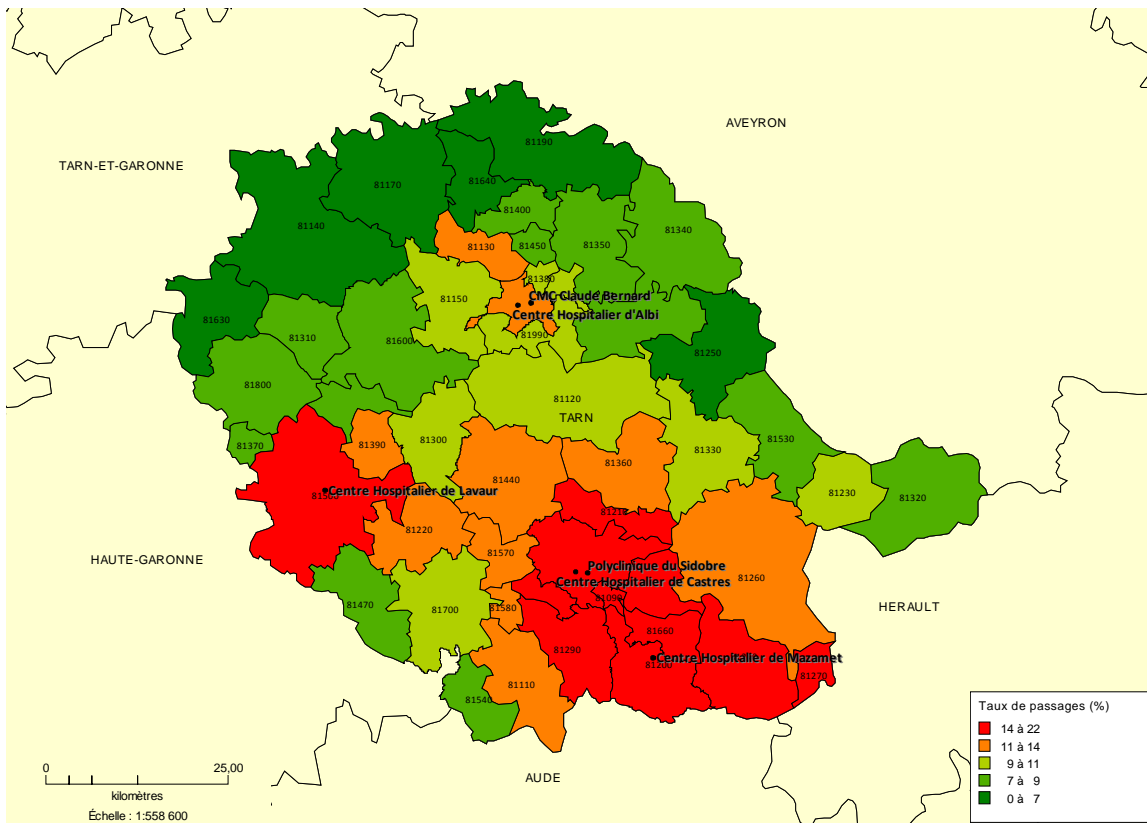 AVEYRON
TARN-ET-GARONNE
81190
81640
81170
81400
81140
81340
81130
81450
81350
81380
CMC Claude Bernard
81150
Centre Hospitalier d'Albi
81630
81310
81600
81990
81250
81800
81120
TARN
81370
81390
81300
81360
81330
81530
81440
81230
81320
Centre Hospitalier de Lavaur
81220
81570
HAUTE-GARONNE
Polyclinique du Sidobre
81260
Centre Hospitalier de Castres
81470
81700
81580
HERAULT
81660
81290
Centre Hospitalier de Mazamet
81200
81270
81110
81540
AUDE
Taux de passages (%)
14 à 22
11 à 14
9 à 11
7 à 9
0 à 7
0 25,00
kilomètres
Échelle : 1:558 600